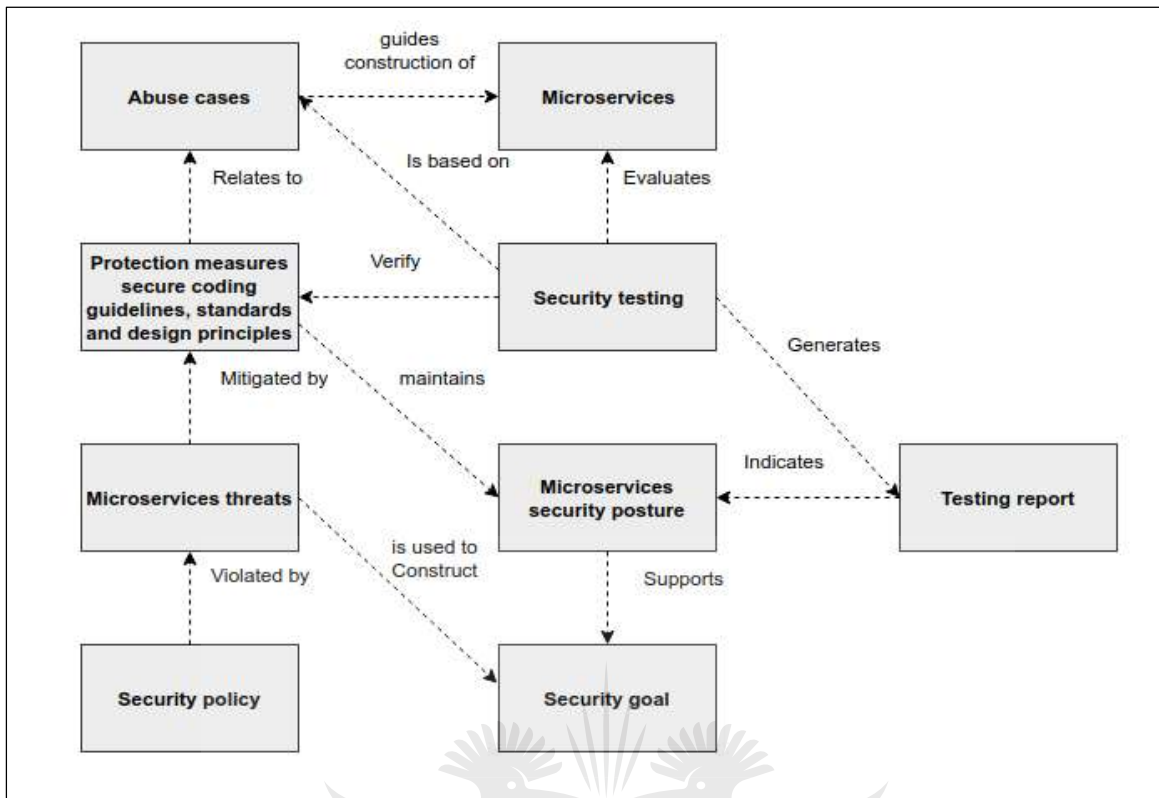 guides
construction of
Abuse cases
Microservices
Is based on
Relates to
Evaluates
Protection measures
secure coding
guidelines, standards
and design principles
Verify
Security testing
Generates
Mitigated by
maintains
Indicates
Microservices threats
Microservices
security posture
Testing report
is used to
Construct
Violated by
Supports
Security policy
Security goal